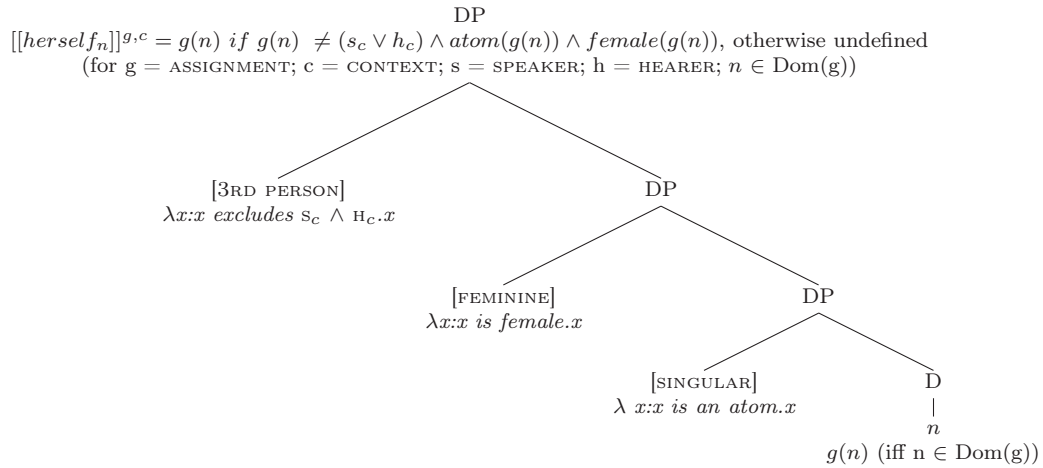 DP
[[herself_n]]^{g,c} = g(n) if g(n) ≠ (s_c ∨ h_c) ∧ atom(g(n)) ∧ female(g(n)), otherwise undefined
(for g = ASSIGNMENT; c = CONTEXT; s = SPEAKER; h = HEARER; n ∈ Dom(g))
[3RD PERSON]
λx:x excludes S_c ∧ H_c.x
DP
[FEMININE]
λx:x is female.x
DP
[SINGULAR]
λ x:x is an atom.x
D
n
g(n) (iff n ∈ Dom(g))